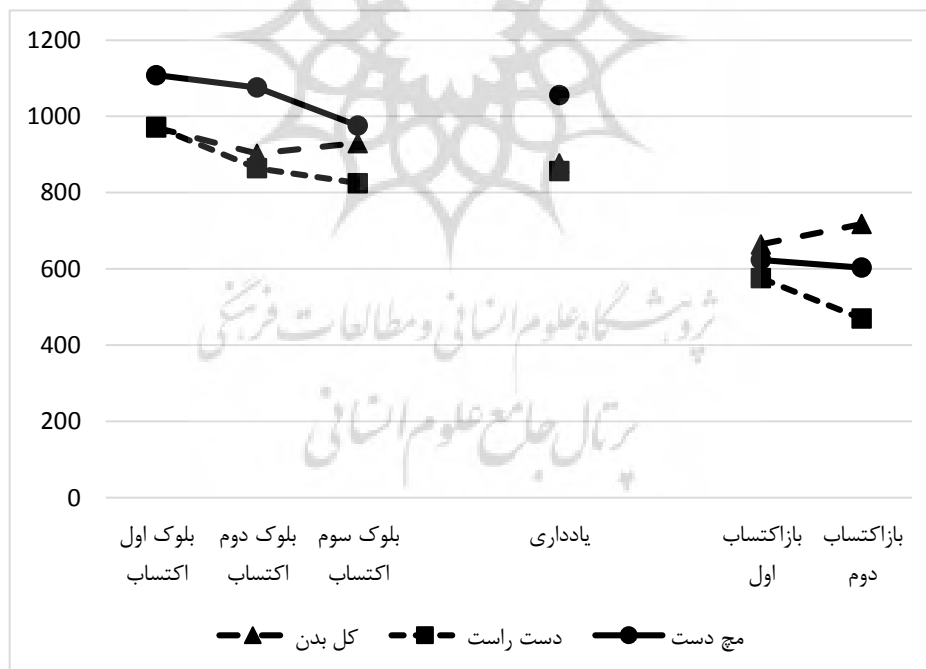 1200
1000
800
600
400
200
0
پژوهشگاه علوم انسانی و مطالعات فرهنگی
پرتال جامع علوم انسانی
بلوک اول اکتساب
بلوک دوم اکتساب
بلوک سوم اکتساب
یادداری
بازاکتساب اول
بازاکتساب دوم
کل بدن
دست راست
مچ دست